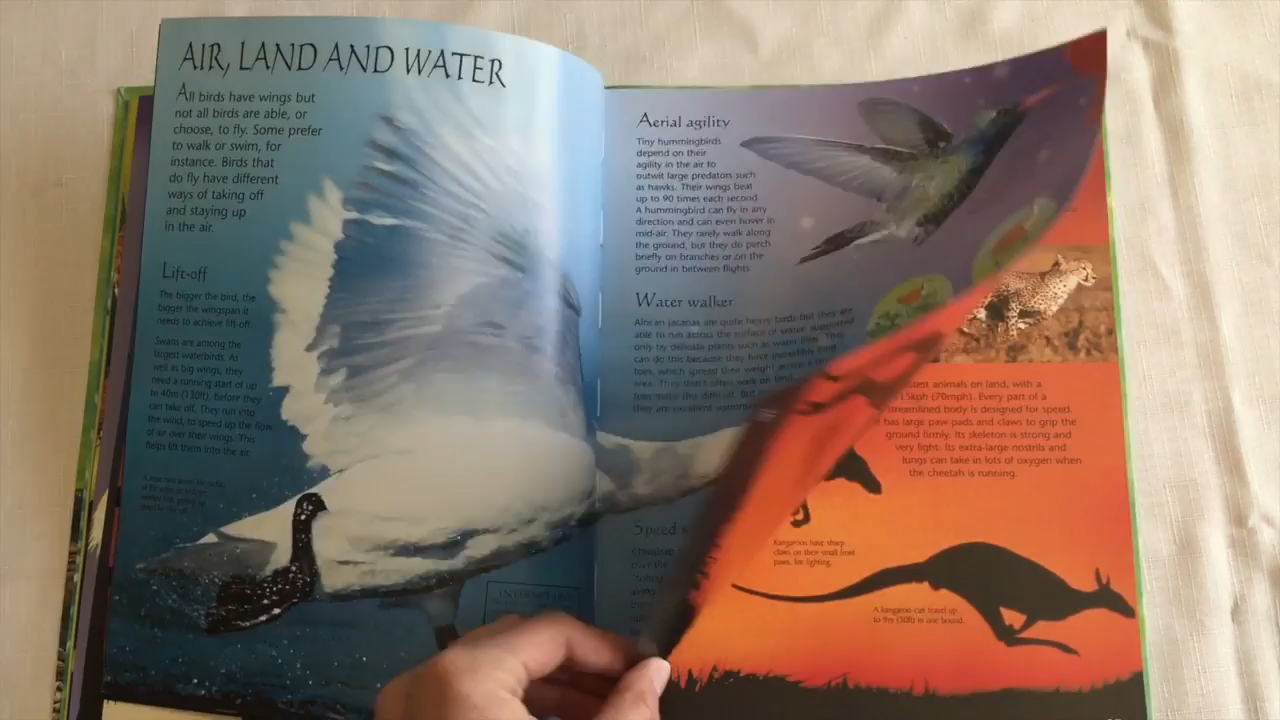 AIR, LAND AND WATER
All birds have wings but
not all birds are able, or
choose, to fly. Some prefer
to walk or swim, for
instance. Birds that
do fly have different
ways of taking off
and staying up
in the air.
Lift-off
The bigger the bird, the
bigger the wingspan it
needs to achieve lift-off.
Swans are among the
largest waterbirds. As
well as big wings, they
need a running start of up
to 40m (130ft), before they
can take off. They run into
the wind, to speed up the flow
of air over their wings. This
helps lift them into the air.
Aerial agility
Tiny hummingbirds
depend on their
agility in the air to
outwit large predators such
as hawks. Their wings beat
up to 90 times each second.
A hummingbird can fly in any
direction and can even hover in
mid-air. They rarely walk along
the ground, but they do perch
briefly on branches or on the
ground in between flights.
Water walker
African jacanas are quite heavy birds but they are
able to run across the surface of water, supported
only by delicate plants such as water lilies. They
can do this because they have incredibly long
toes, which spread their weight across a
area. They don't often walk on land,
they are excellent
Speed
over the
INTERNET LINK
fastest animals on land, with a
15kph (70mph). Every part of a
streamlined body is designed for speed.
has large paw pads and claws to grip the
ground firmly. Its skeleton is strong and
very light. Its extra-large nostrils and
lungs can take in lots of oxygen when
the cheetah is running.
Kangaroos have sharp
claws on their small front
paws, for fighting.
A kangaroo can travel up
to 9m (30ft) in one bound.